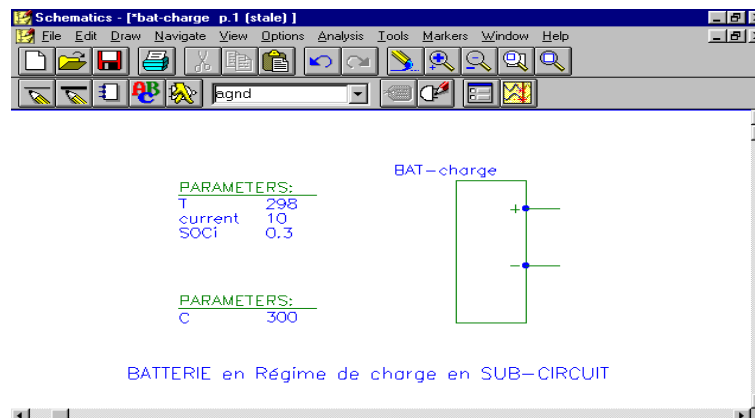 Schematics - [*bat-charge p.1 (stale) ]
File Edit Draw Navigate View Options Analysis Tools Markers Window Help
agnd
BAT-charge
PARAMETERS:
T 298
current 10
SOCi 0.3
+
-
PARAMETERS:
C 300
BATTERIE en Régime de charge en SUB-CIRCUIT